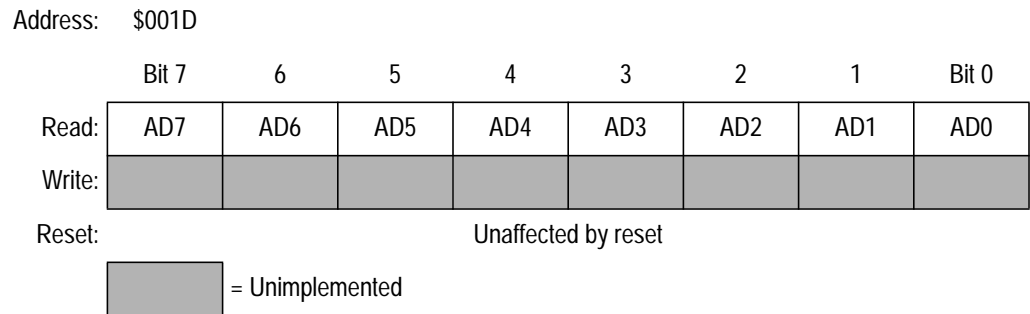 Address: $001D
Bit 7 6 5 4 3 2 1 Bit 0
Read: AD7 AD6 AD5 AD4 AD3 AD2 AD1 AD0
Write:
Reset: Unaffected by reset
= Unimplemented